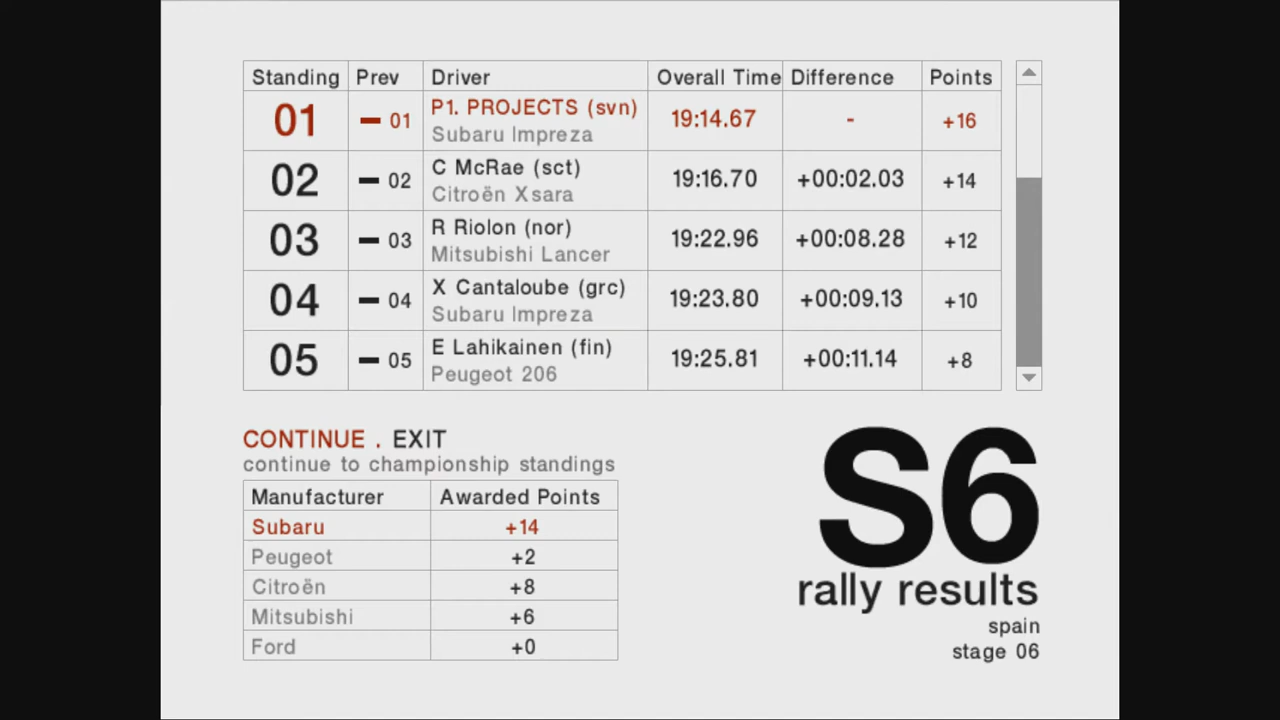 Standing Prev Driver Overall Time Difference Points
01 01 P1. PROJECTS (svn) 19:14.67 - +16
Subaru Impreza
02 02 C McRae (sct) 19:16.70 +00:02.03 +14
Citroën Xsara
03 03 R Riolon (nor) 19:22.96 +00:08.28 +12
Mitsubishi Lancer
04 04 X Cantaloube (grc) 19:23.80 +00:09.13 +10
Subaru Impreza
05 05 E Lahikainen (fin) 19:25.81 +00:11.14 +8
Peugeot 206
CONTINUE . EXIT
continue to championship standings
Manufacturer Awarded Points
Subaru +14
Peugeot +2
Citroën +8
Mitsubishi +6
Ford +0
S6
rally results
spain
stage 06